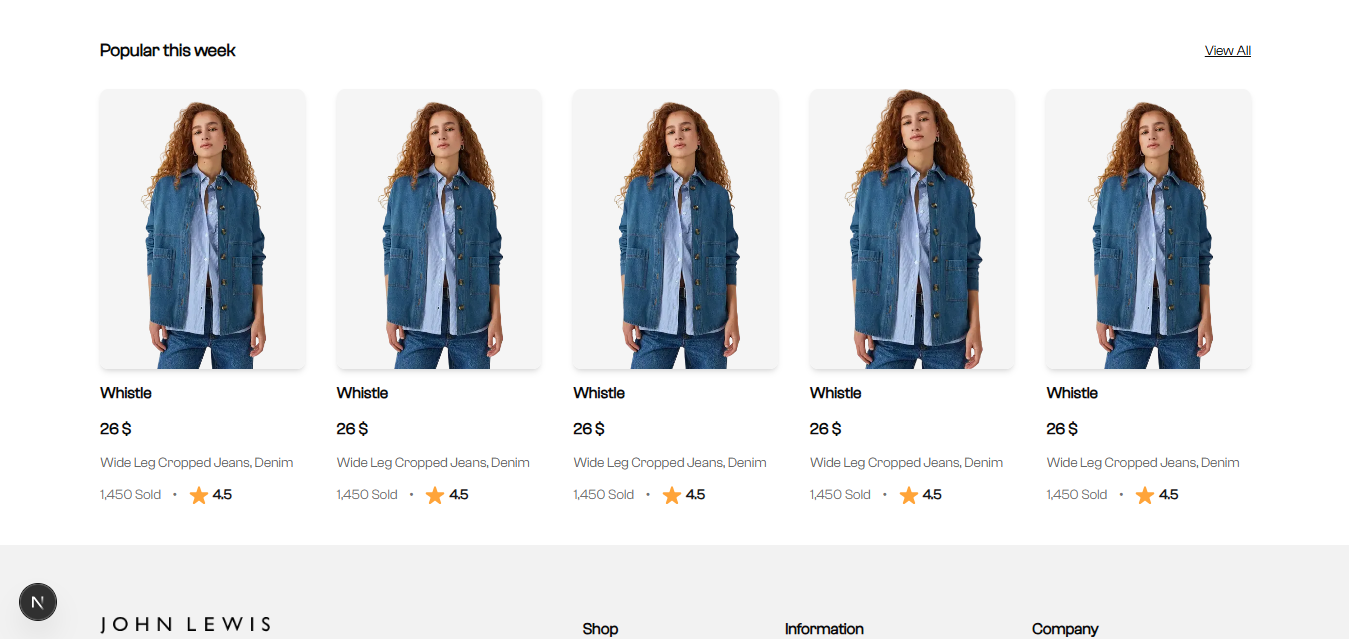 Popular this week
View All
Whistle
Whistle
Whistle
Whistle
Whistle
26 $
26 $
26 $
26 $
26 $
Wide Leg Cropped Jeans, Denim
Wide Leg Cropped Jeans, Denim
Wide Leg Cropped Jeans, Denim
Wide Leg Cropped Jeans, Denim
Wide Leg Cropped Jeans, Denim
1,450 Sold • 4.5
1,450 Sold • 4.5
1,450 Sold • 4.5
1,450 Sold • 4.5
1,450 Sold • 4.5
N
JOHN LEWIS
Shop
Information
Company